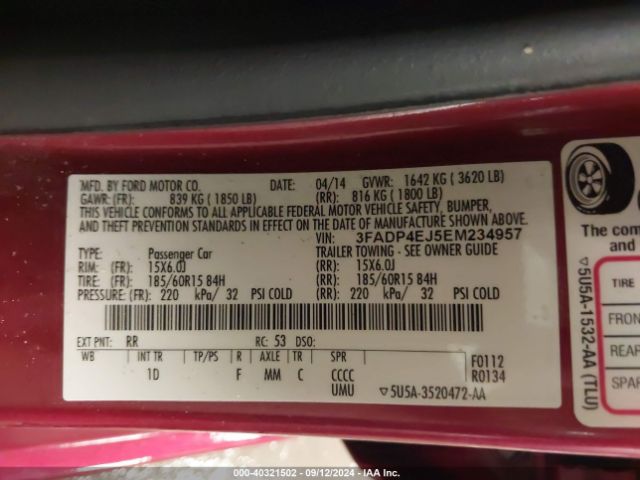 MFD. BY FORD MOTOR CO. DATE: 04/14 GVWR: 1642 KG ( 3620 LB)
GAWR: (FR): 839 KG ( 1850 LB) (RR): 816 KG ( 1800 LB)
THIS VEHICLE CONFORMS TO ALL APPLICABLE FEDERAL MOTOR VEHICLE SAFETY, BUMPER,
AND THEFT PREVENTION STANDARDS IN EFFECT ON THE DATE OF MANUFACTURE SHOWN ABOVE.
VIN: 3FADP4EJ5EM234957
TYPE: Passenger Car TRAILER TOWING - SEE OWNER GUIDE
RIM: (FR): 15X6.0J (RR): 15X6.0J
TIRE: (FR): 185/60R15 84H (RR): 185/60R15 84H
PRESSURE: (FR): 220 kPa/ 32 PSI COLD (RR): 220 kPa/ 32 PSI COLD
EXT PNT: RR RC: 53 DSO:
WB INT TR TP/PS R AXLE TR SPR F0112
1D F MM C CCCC R0134
UMU ▽5U5A-3520472-AA
▽5U5A-1532-AA (TLU)
TIRE
FRON
REAR
SPAR
000-40321502 - 09/12/2024 - IAA Inc.